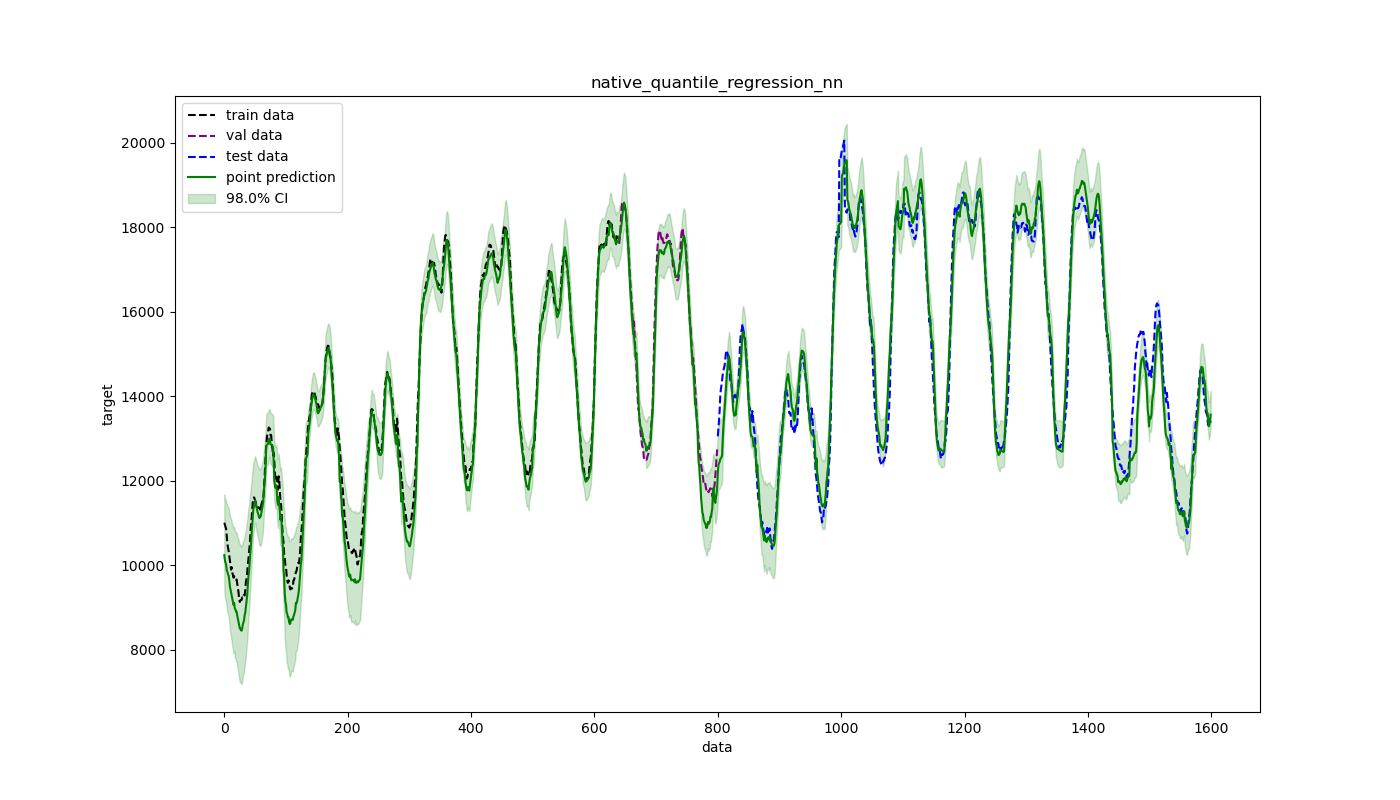 native_quantile_regression_nn
train data
val data
test data
point prediction
98.0% CI
20000
18000
16000
14000
12000
10000
8000
target
0 200 400 600 800 1000 1200 1400 1600
data